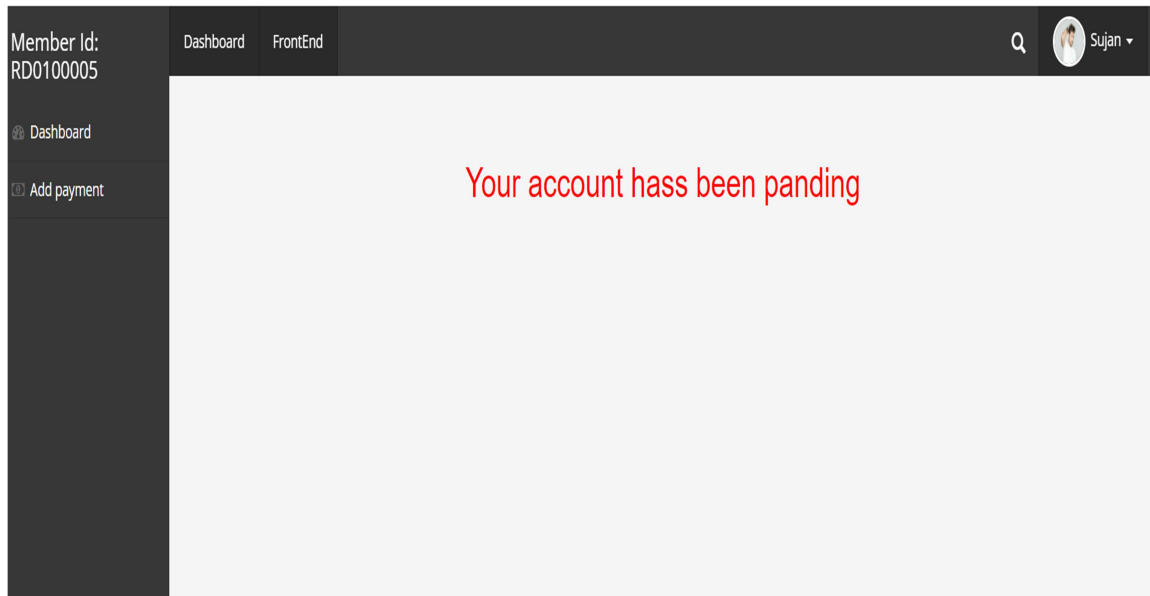 Member Id:
RD0100005
Dashboard
Add payment
Dashboard FrontEnd
Sujan
Your account hass been panding